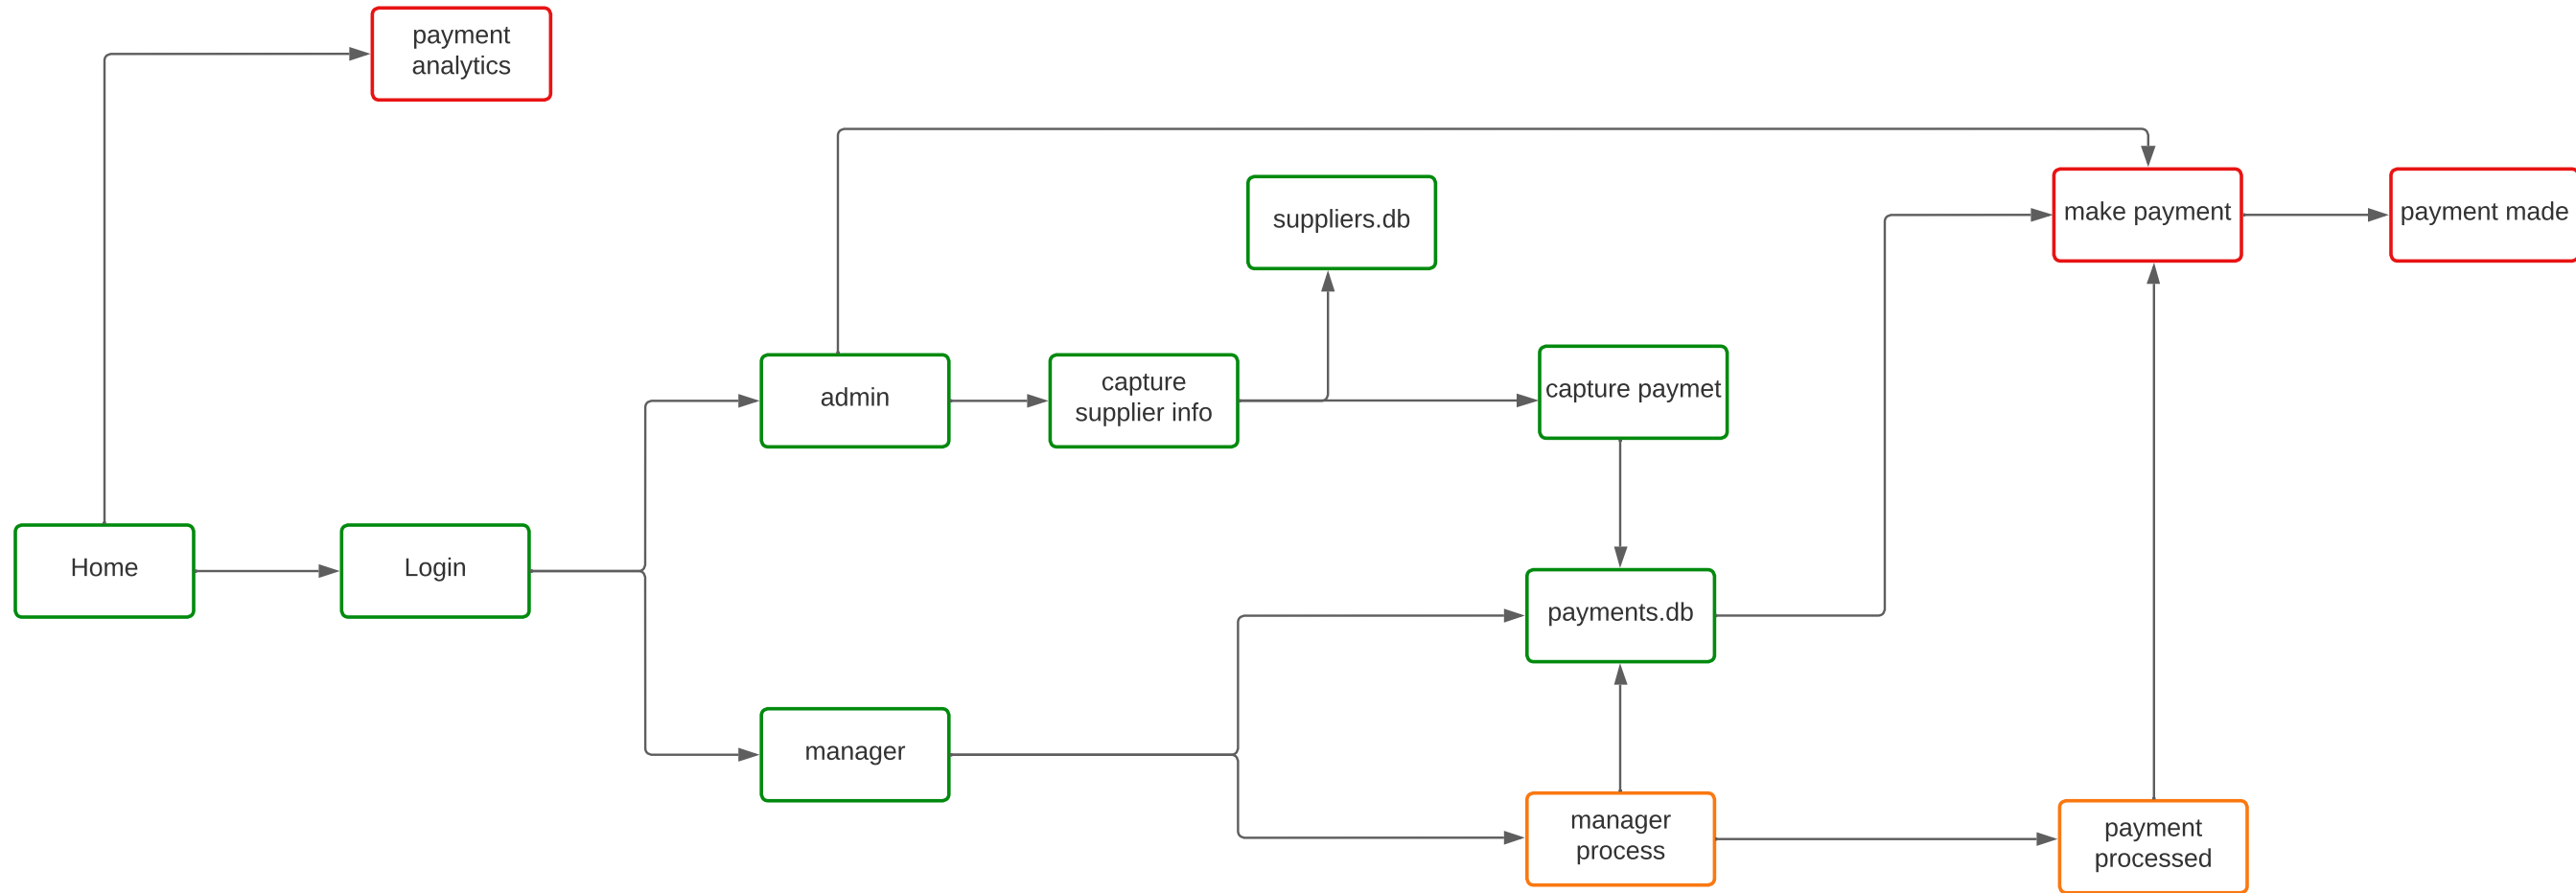 payment
analytics
suppliers.db
make payment
payment made
admin
capture
supplier info
capture paymet
Home
Login
payments.db
manager
manager
process
payment
processed